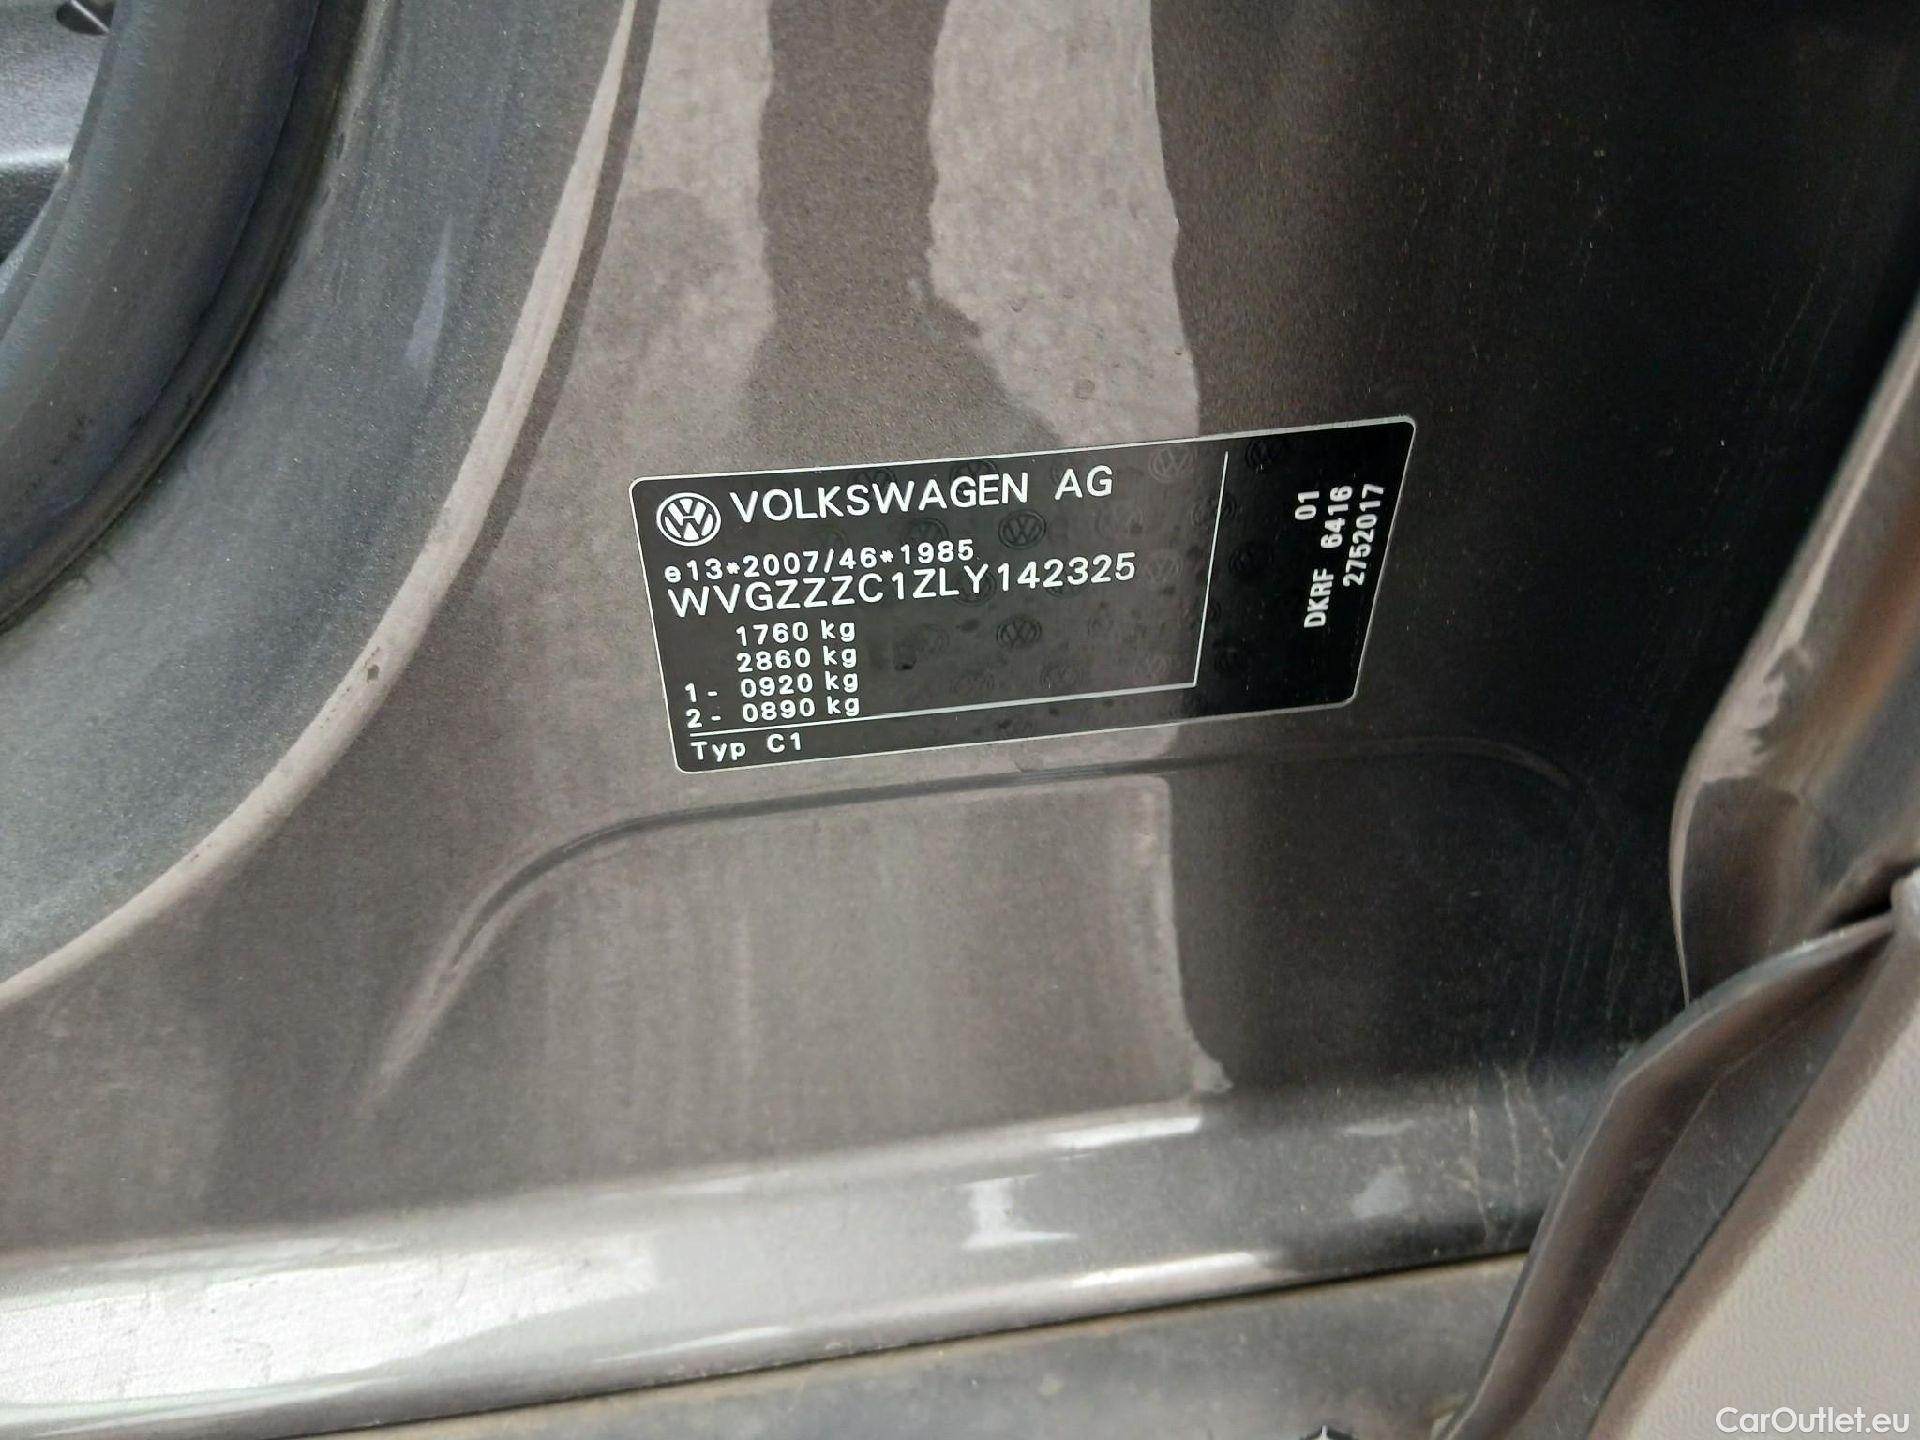 VOLKSWAGEN AG
e13*2007/46*1985
WVGZZZC1ZLY142325
1760 kg
2860 kg
1- 0920 kg
2- 0890 kg
Typ C1
01
DKRF 6416
2752017
CarOutlet.eu